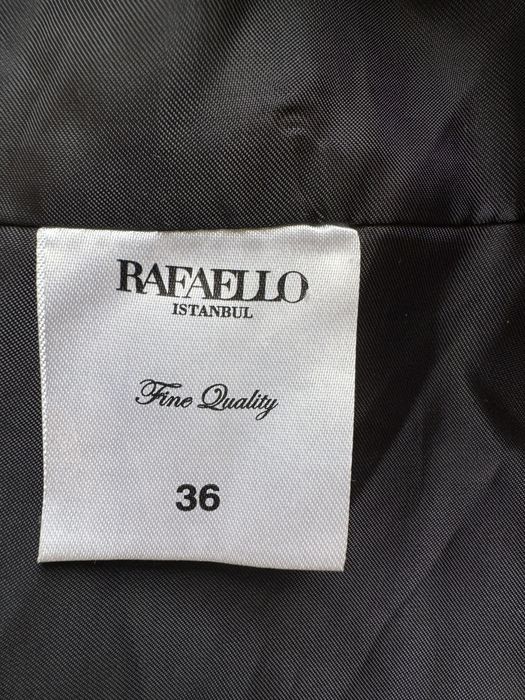 RAFAELLO
ISTANBUL
Fine Quality
36